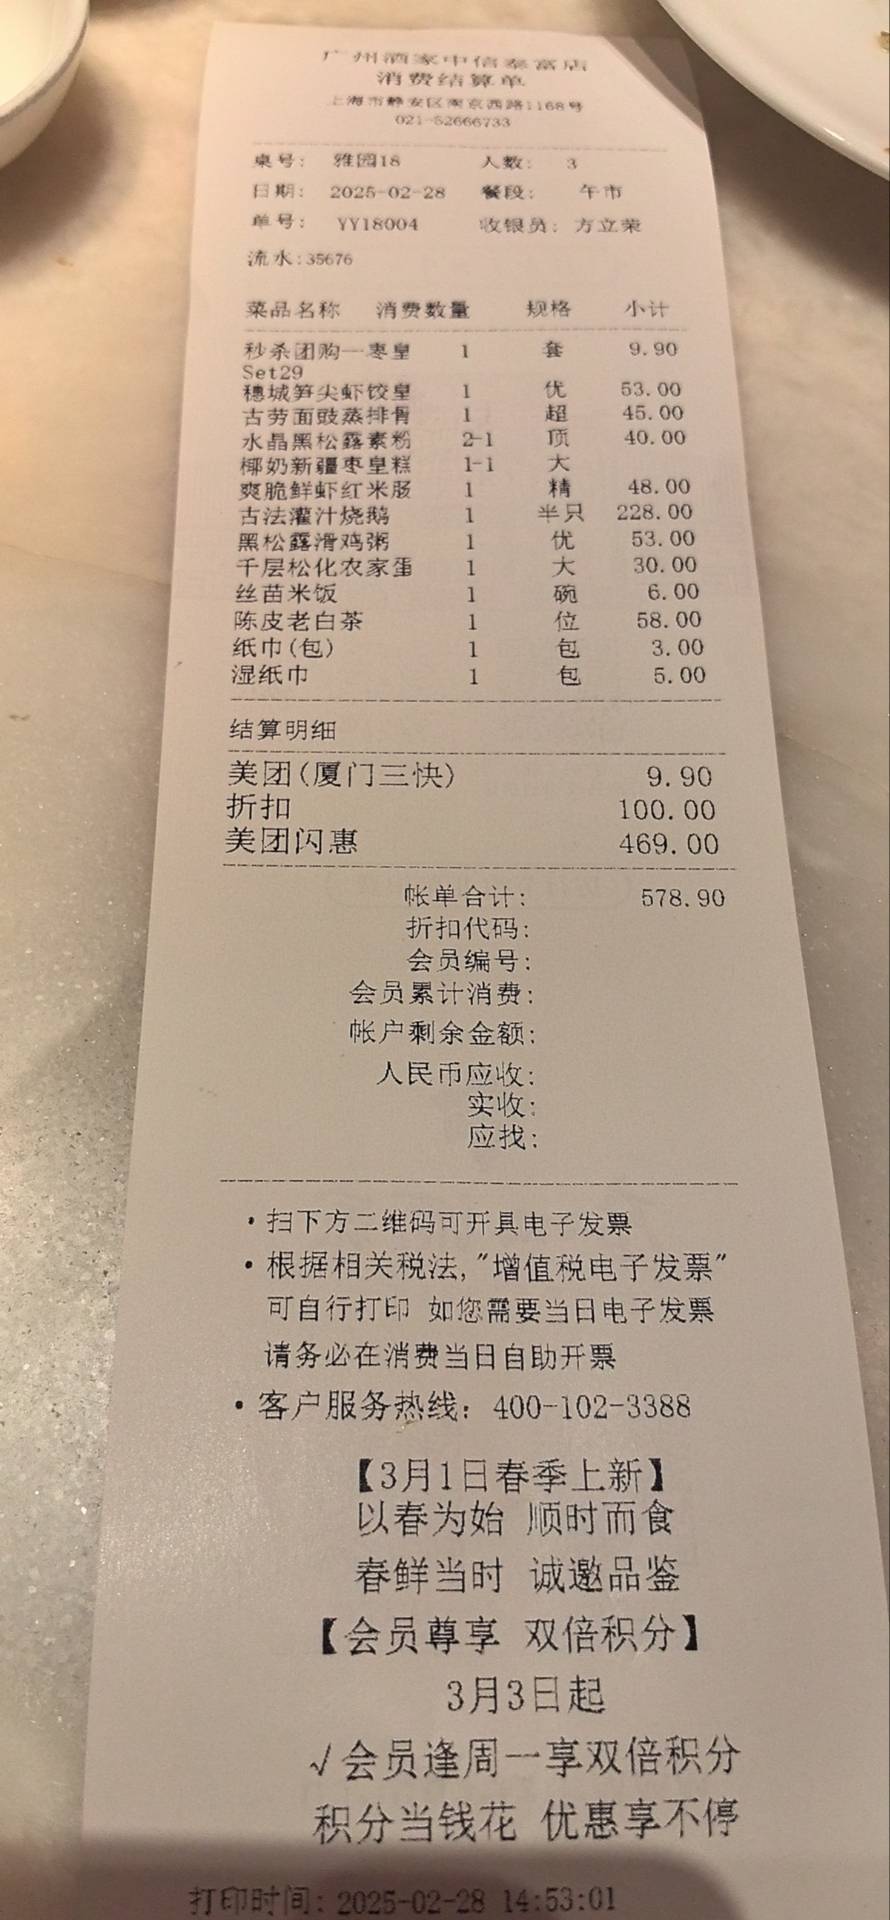 广州酒家中信泰富店
消费结算单
上海市静安区南京西路1168号
021-52666733
桌号: 雅园18 人数: 3
日期: 2025-02-28 餐段: 午市
单号: YY18004 收银员: 方立荣
流水:35676
菜品名称 消费数量 规格 小计
秒杀团购一枣皇 1 套 9.90
Set29
穗城笋尖虾饺皇 1 优 53.00
古劳面豉蒸排骨 1 超 45.00
水晶黑松露素粉 2-1 顶 40.00
椰奶新疆枣皇糕 1-1 大
爽脆鲜虾红米肠 1 精 48.00
古法灌汁烧鹅 1 半只 228.00
黑松露滑鸡粥 1 优 53.00
千层松化农家蛋 1 大 30.00
丝苗米饭 1 碗 6.00
陈皮老白茶 1 位 58.00
纸巾(包) 1 包 3.00
湿纸巾 1 包 5.00
结算明细
美团(厦门三快) 9.90
折扣 100.00
美团闪惠 469.00
帐单合计: 578.90
折扣代码:
会员编号:
会员累计消费:
帐户剩余金额:
人民币应收:
实收:
应找:
·扫下方二维码可开具电子发票
·根据相关税法,"增值税电子发票"
可自行打印 如您需要当日电子发票
请务必在消费当日自助开票
·客户服务热线: 400-102-3388
【3月1日春季上新】
以春为始 顺时而食
春鲜当时 诚邀品鉴
【会员尊享 双倍积分】
3月3日起
√会员逢周一享双倍积分
积分当钱花 优惠享不停
打印时间: 2025-02-28 14:53:01